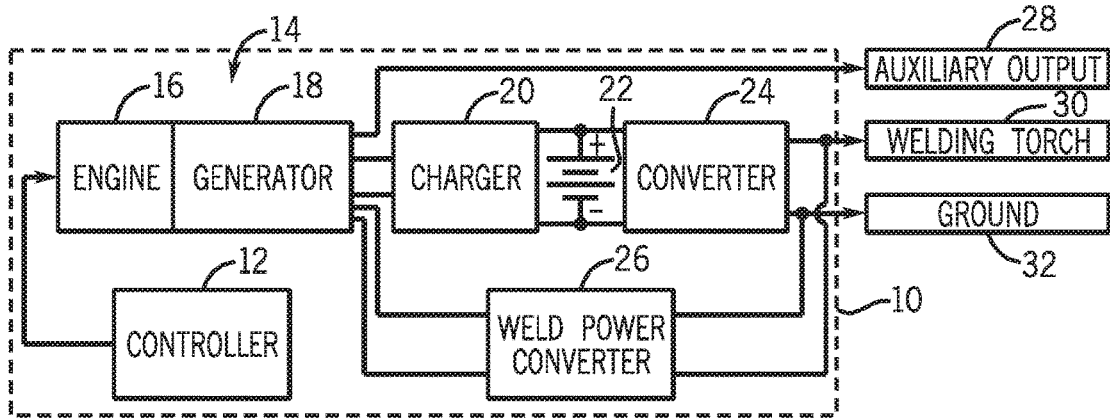 14
28
AUXILIARY OUTPUT
16
18
20
22
24
30
WELDING TORCH
ENGINE
GENERATOR
CHARGER
+
-
CONVERTER
GROUND
32
12
CONTROLLER
26
WELD POWER
CONVERTER
10